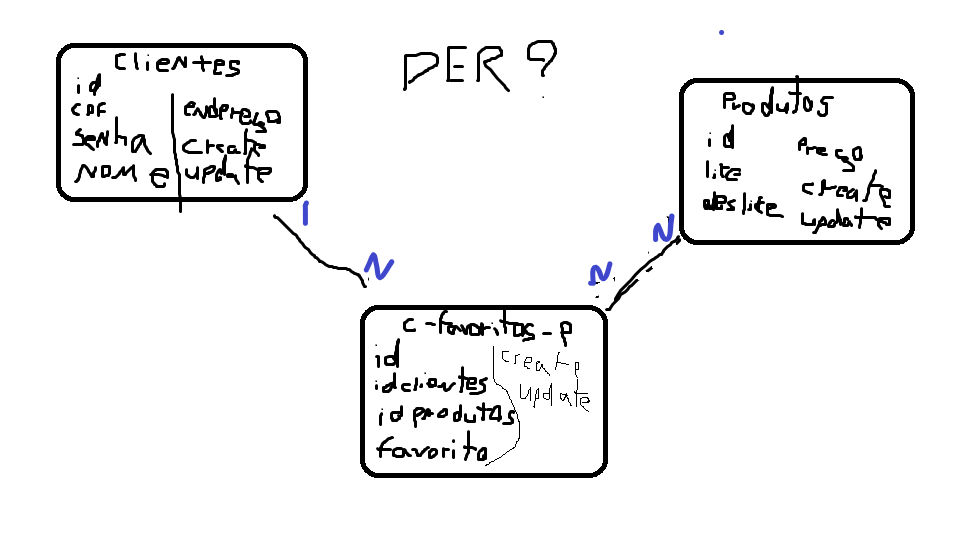 DER?
Clientes
id
CPF
SENHA
NOME
endereço
create
update
1
N
Produtos
id
lite
deslite
Preço
create
update
N
N
c-favoritos-p
id
idclientes
idprodutos
favorito
create
update